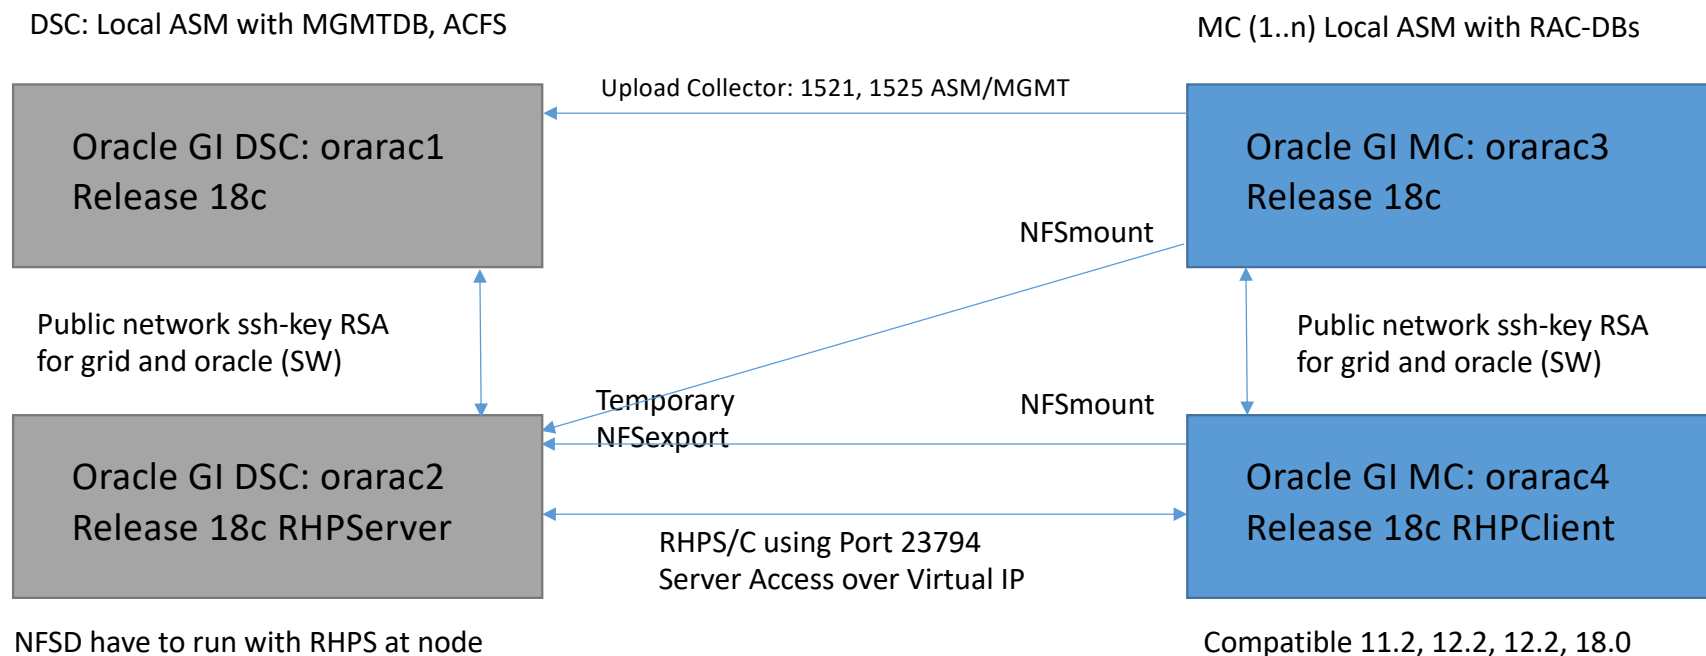 DSC: Local ASM with MGMTDB, ACFS
MC (1..n) Local ASM with RAC-DBs
Upload Collector: 1521, 1525 ASM/MGMT
Oracle GI DSC: orarac1
Release 18c
Oracle GI MC: orarac3
Release 18c
NFSmount
Public network ssh-key RSA
for grid and oracle (SW)
Public network ssh-key RSA
for grid and oracle (SW)
Temporary
NFSexport
NFSmount
Oracle GI DSC: orarac2
Release 18c RHPServer
Oracle GI MC: orarac4
Release 18c RHPClient
RHPS/C using Port 23794
Server Access over Virtual IP
NFSD have to run with RHPS at node
Compatible 11.2, 12.2, 12.2, 18.0